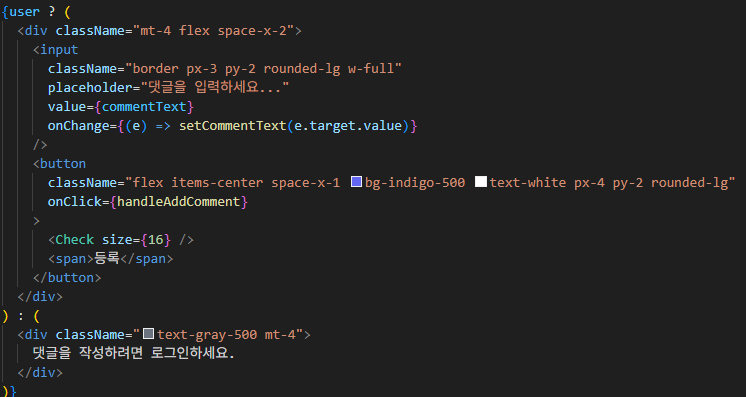 {user ? (
<div className="mt-4 flex space-x-2">
<input
className="border px-3 py-2 rounded-lg w-full"
placeholder="댓글을 입력하세요..."
value={commentText}
onChange={(e) => setCommentText(e.target.value)}
/>
<button
className="flex items-center space-x-1 bg-indigo-500 text-white px-4 py-2 rounded-lg"
onClick={handleAddComment}
>
<Check size={16} />
<span>등록</span>
</button>
</div>
) : (
<div className="text-gray-500 mt-4">
댓글을 작성하려면 로그인하세요.
</div>
)}